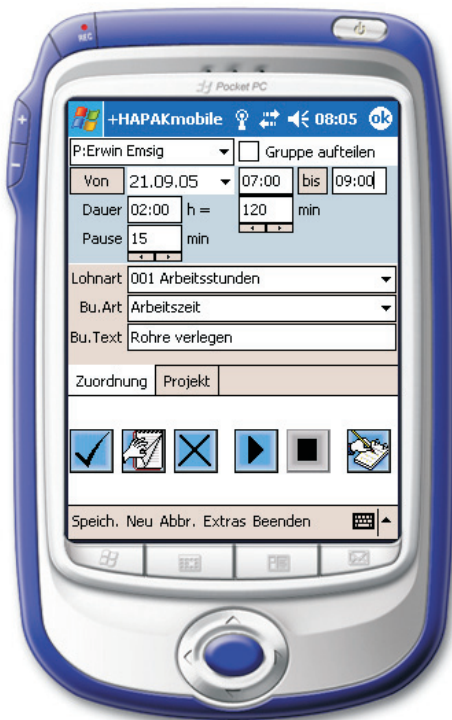 REC
Pocket PC
+HAPAKmobile 08:05 ok
P:Erwin Emsig Gruppe aufteilen
Von 21.09.05 07:00 bis 09:00
Dauer 02:00 h = 120 min
Pause 15 min
Lohnart 001 Arbeitsstunden
Bu.Art Arbeitszeit
Bu.Text Rohre verlegen
Zuordnung Projekt
Speich. Neu Abbr. Extras Beenden